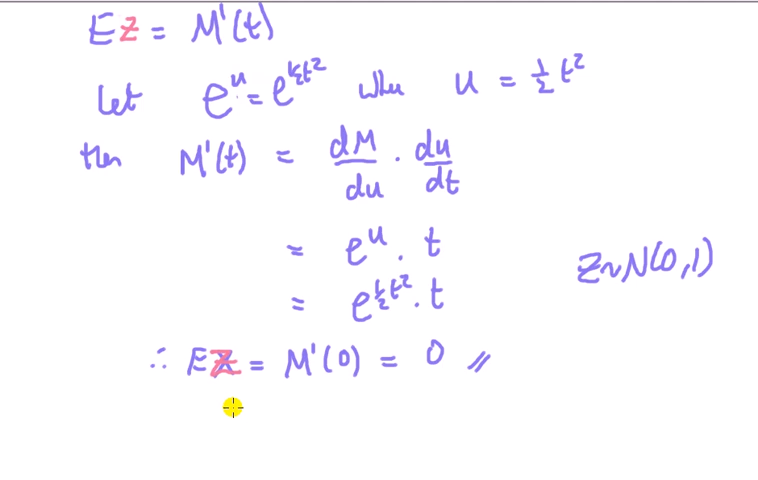 EZ = M'(t)
Let e^u = e^{½t²} when u = ½t²
then M'(t) = dM/du · du/dt
= e^u · t
Z~N(0,1)
= e^{½t²} · t
∴ EZ = M'(0) = 0 //